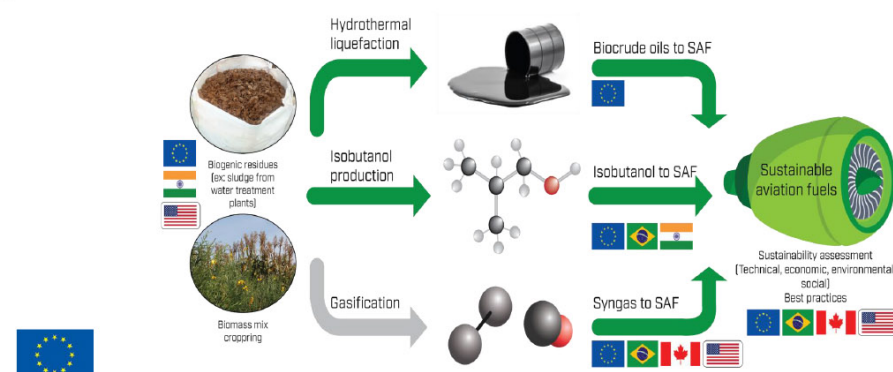 Hydrothermal
liquefaction
Biocrude oils to SAF
Biogenic residues
(ex: sludge from
water treatment
plants)
Isobutanol
production
Isobutanol to SAF
Sustainable
aviation fuels
Sustainability assessment
(Technical, economic, environmental
social)
Best practices
Biomass mix
croppring
Gasification
Syngas to SAF